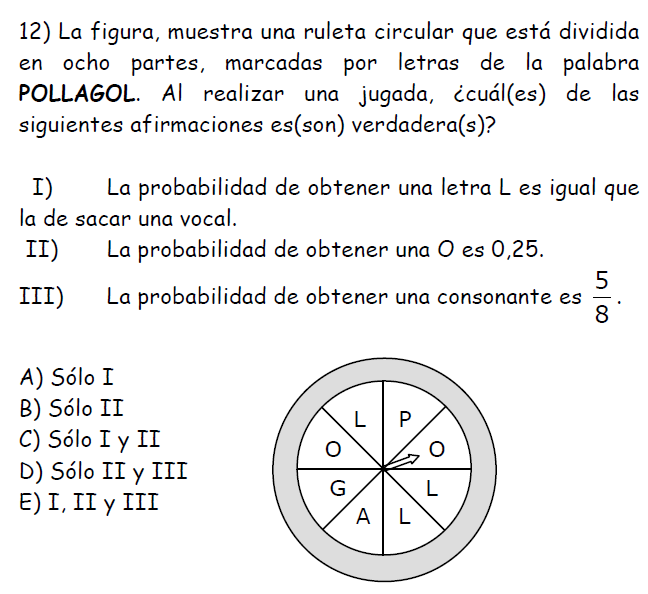 12) La figura, muestra una ruleta circular que está dividida
en ocho partes, marcadas por letras de la palabra
POLLAGOL. Al realizar una jugada, ¿cuál(es) de las
siguientes afirmaciones es(son) verdadera(s)?
I) La probabilidad de obtener una letra L es igual que
la de sacar una vocal.
II) La probabilidad de obtener una O es 0,25.
III) La probabilidad de obtener una consonante es 5/8.
A) Sólo I
B) Sólo II
C) Sólo I y II
D) Sólo II y III
E) I, II y III
L P
O O
G L
A L